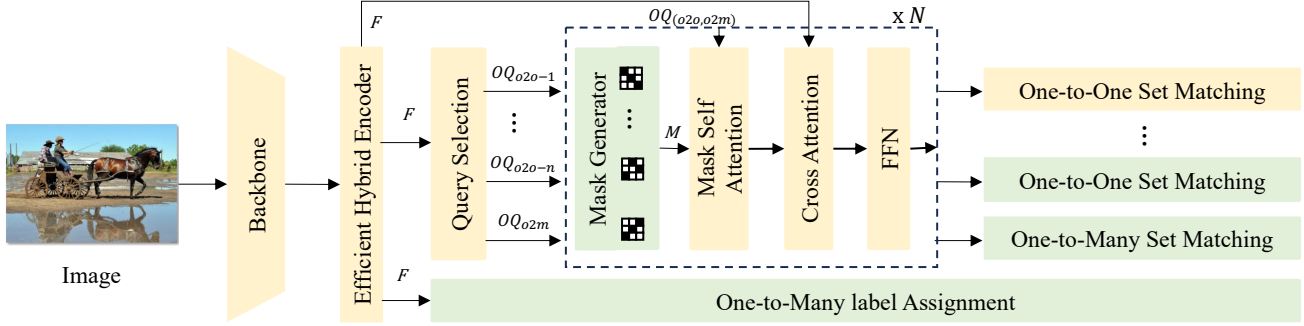 F
OQ(o2o,o2m)
x N
Image
Backbone
Efficient Hybrid Encoder
F
F
Query Selection
OQo2o−1
⋮
OQo2o−n
OQo2m
Mask Generator
...
M
Mask Self
Attention
Cross Attention
FFN
One-to-One Set Matching
⋮
One-to-One Set Matching
One-to-Many Set Matching
One-to-Many label Assignment